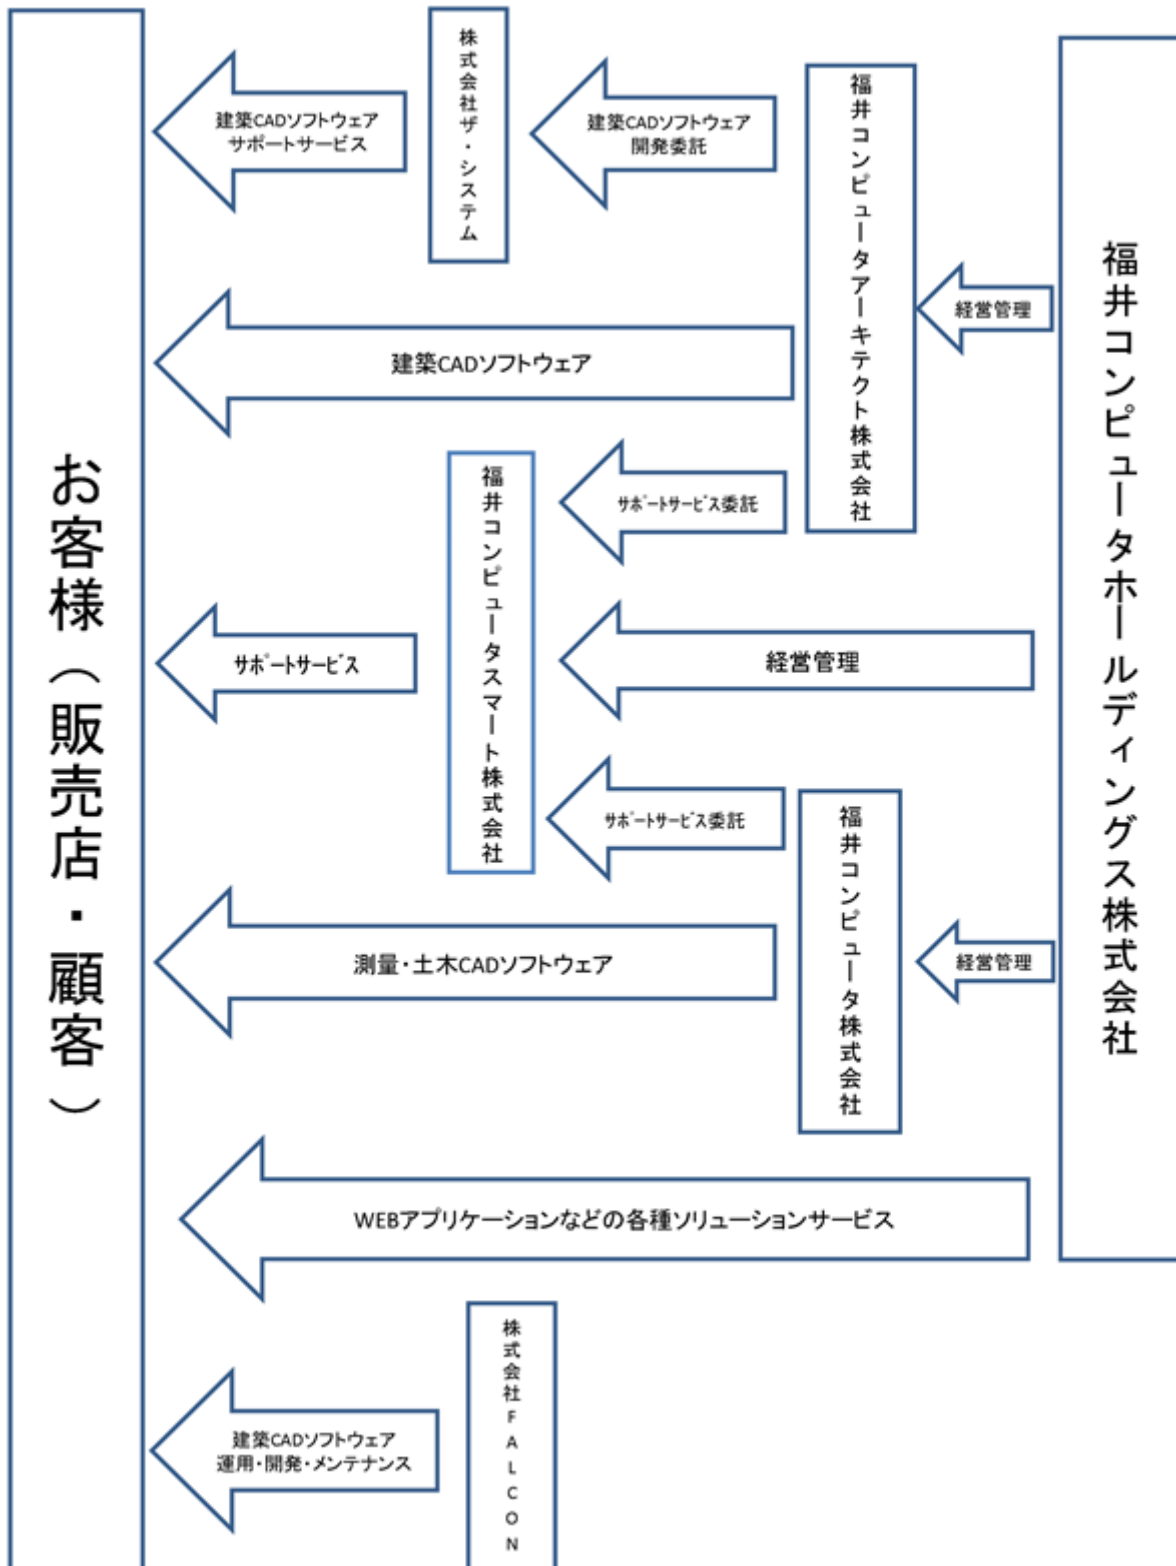 お客様（販売店・顧客）
建築CADソフトウェア
サポートサービス
株式会社ザ・システム
建築CADソフトウェア
開発委託
福井コンピュータアーキテクト株式会社
経営管理
福井コンピュータホールディングス株式会社
建築CADソフトウェア
サポートサービス委託
福井コンピュータスマート株式会社
サポートサービス
経営管理
サポートサービス委託
福井コンピュータ株式会社
測量・土木CADソフトウェア
経営管理
WEBアプリケーションなどの各種ソリューションサービス
株式会社FALCON
建築CADソフトウェア
運用・開発・メンテナンス